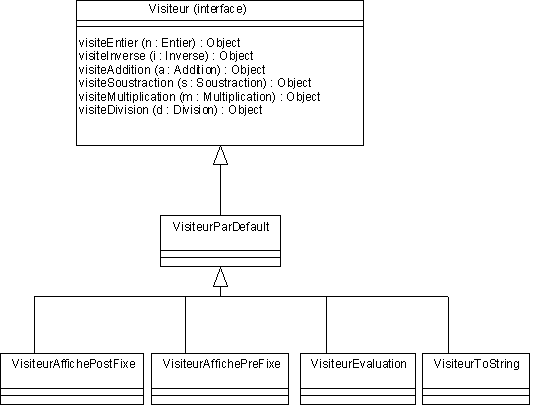 Visiteur (interface)
visiteEntier (n : Entier) : Object
visiteInverse (i : Inverse) : Object
visiteAddition (a : Addition) : Object
visiteSoustraction (s : Soustraction) : Object
visiteMultiplication (m : Multiplication) : Object
visiteDivision (d : Division) : Object
VisiteurParDefault
VisiteurAffichePostFixe
VisiteurAffichePreFixe
VisiteurEvaluation
VisiteurToString